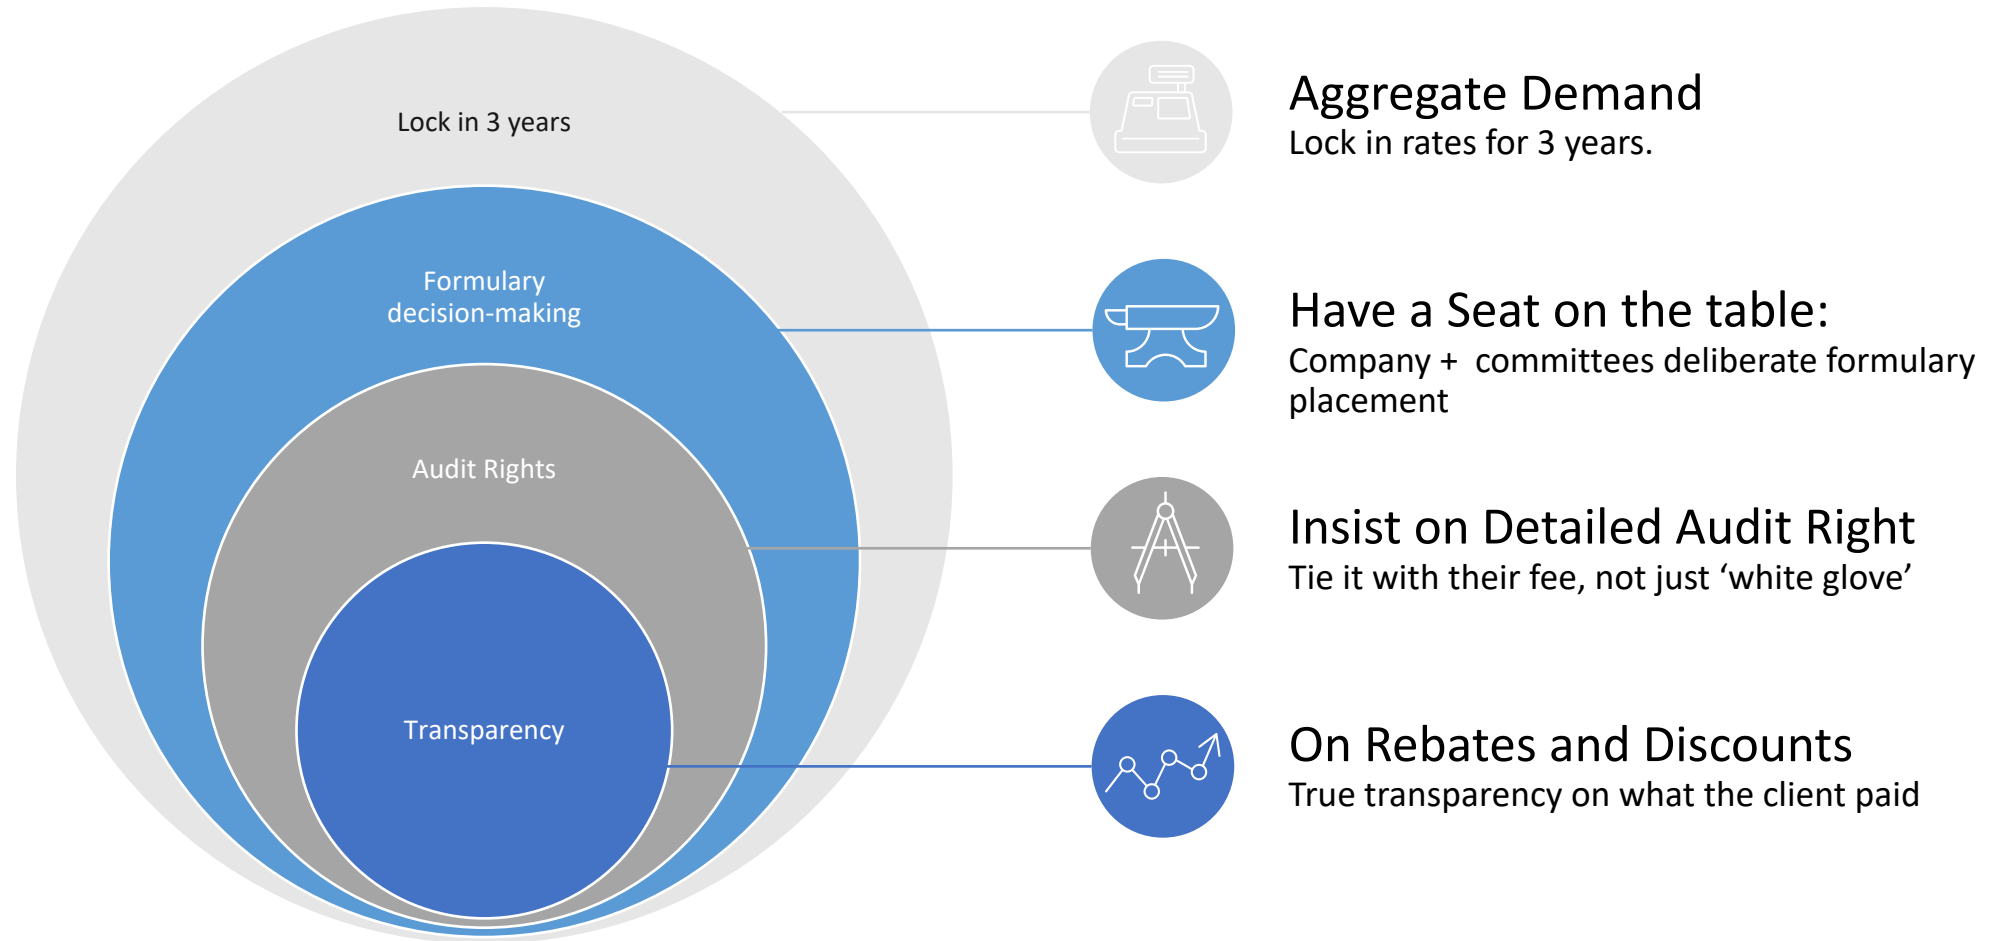 Lock in 3 years
Formulary
decision-making
Audit Rights
Transparency
Aggregate Demand
Lock in rates for 3 years.
Have a Seat on the table:
Company +  committees deliberate formulary
placement
Insist on Detailed Audit Right
Tie it with their fee, not just ‘white glove’
On Rebates and Discounts
True transparency on what the client paid